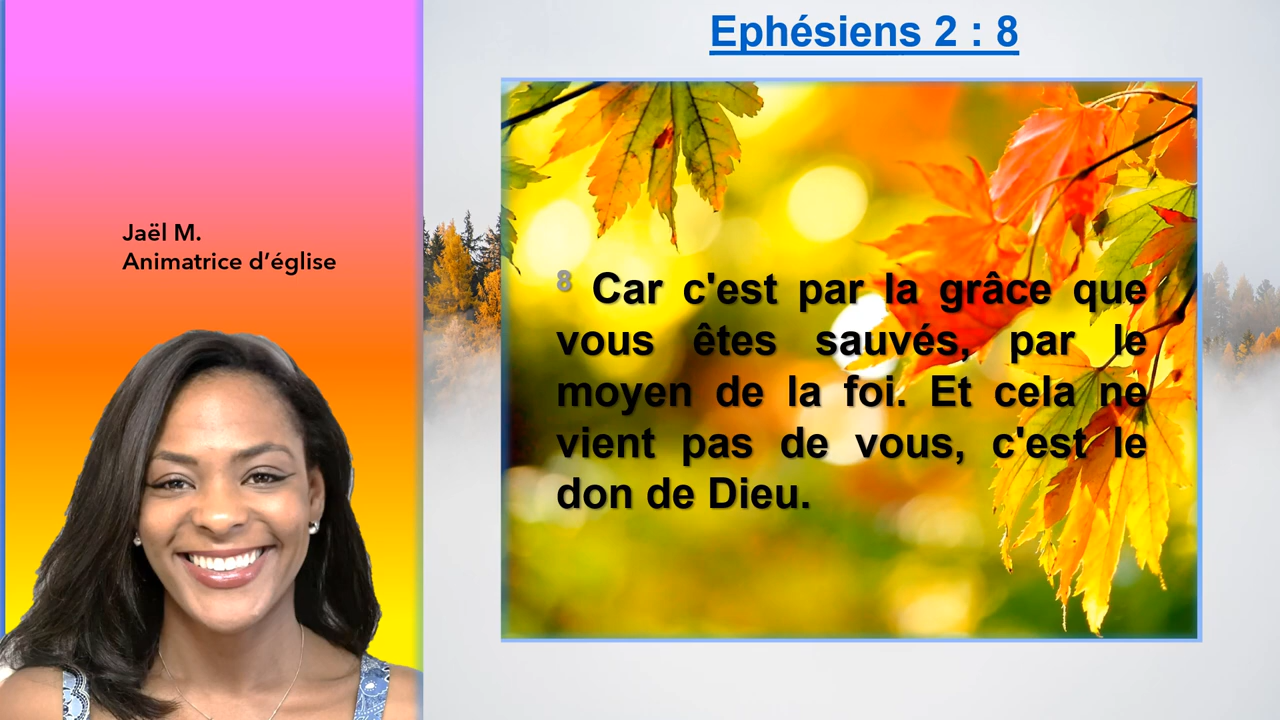 Ephésiens 2 : 8
Jaël M.
Animatrice d’église
8 Car c'est par la grâce que
vous êtes sauvés, par le
moyen de la foi. Et cela ne
vient pas de vous, c'est le
don de Dieu.